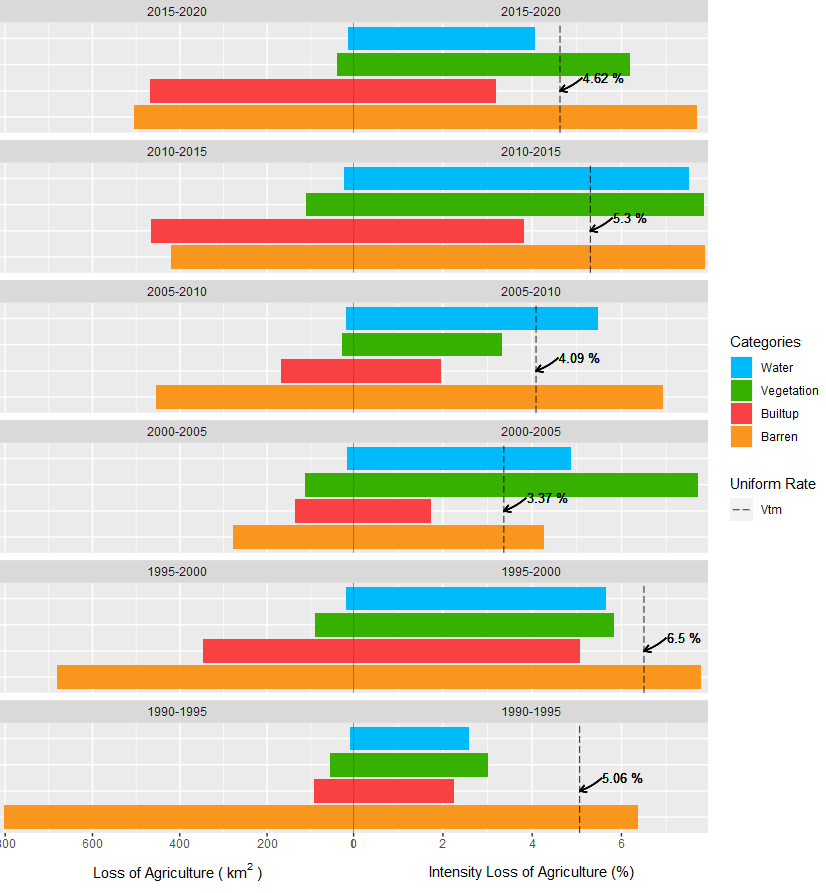 2015-2020 2015-2020
4.62 %
2010-2015 2010-2015
5.3 %
2005-2010 2005-2010
4.09 %
2000-2005 2000-2005
3.37 %
1995-2000 1995-2000
6.5 %
1990-1995 1990-1995
5.06 %
600 400 200 0 2 4 6
Loss of Agriculture ( km² ) Intensity Loss of Agriculture (%)
Categories
Water
Vegetation
Builtup
Barren
Uniform Rate
Vtm